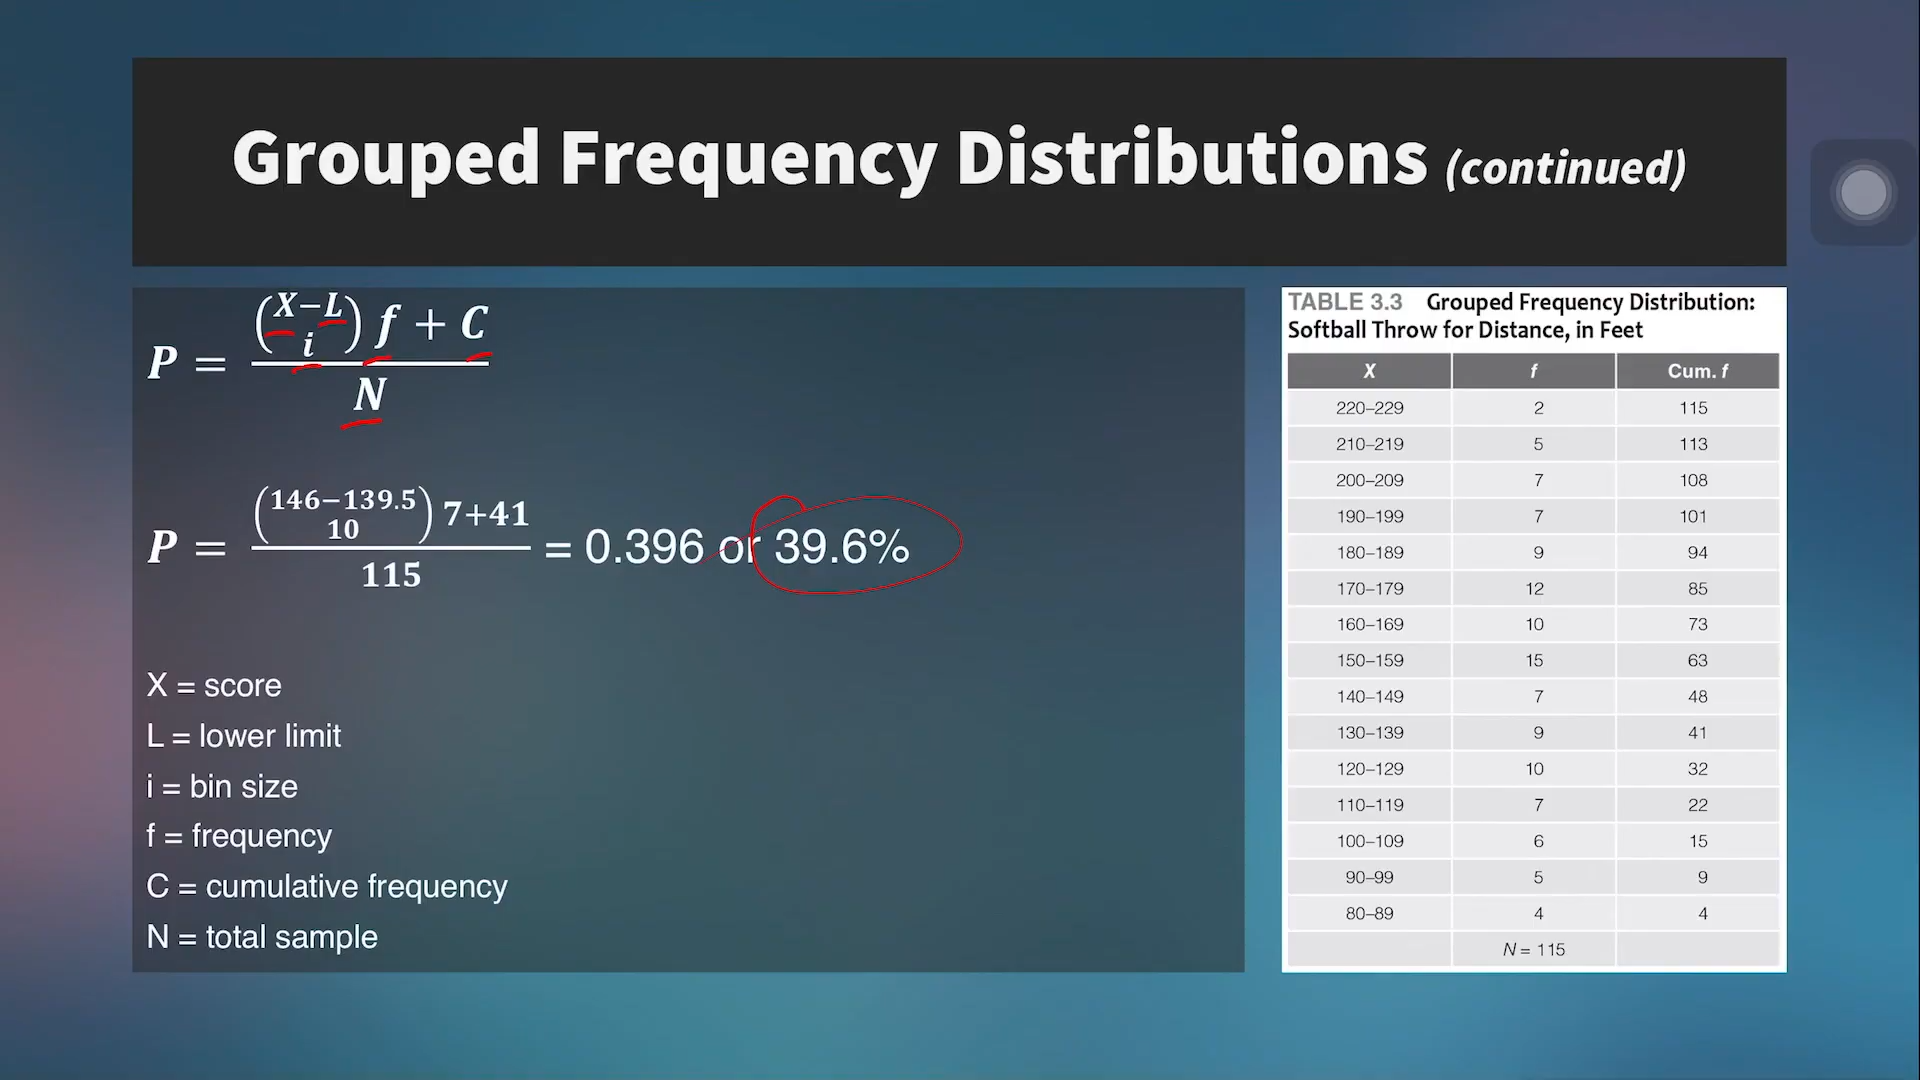 Grouped Frequency Distributions (continued)
P = ((X−L)/i) f + C / N
P = ((146−139.5)/10) 7+41 / 115 = 0.396 or 39.6%
X = score
L = lower limit
i = bin size
f = frequency
C = cumulative frequency
N = total sample
TABLE 3.3 Grouped Frequency Distribution:
Softball Throw for Distance, in Feet
X f Cum. f
220–229 2 115
210–219 5 113
200–209 7 108
190–199 7 101
180–189 9 94
170–179 12 85
160–169 10 73
150–159 15 63
140–149 7 48
130–139 9 41
120–129 10 32
110–119 7 22
100–109 6 15
90–99 5 9
80–89 4 4
N = 115